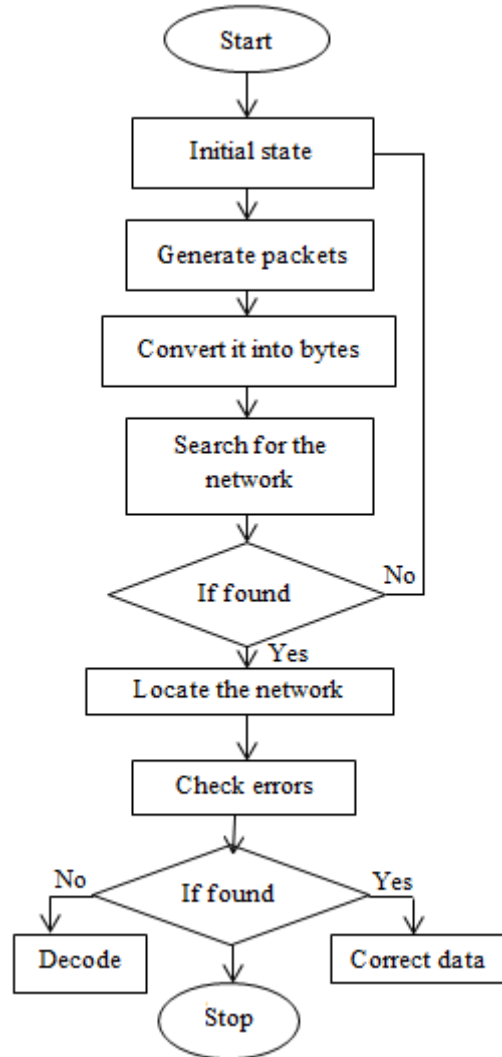 Start
Initial state
Generate packets
Convert it into bytes
Search for the
network
No
If found
Yes
Locate the network
Check errors
No
If found
Yes
Decode
Correct data
Stop